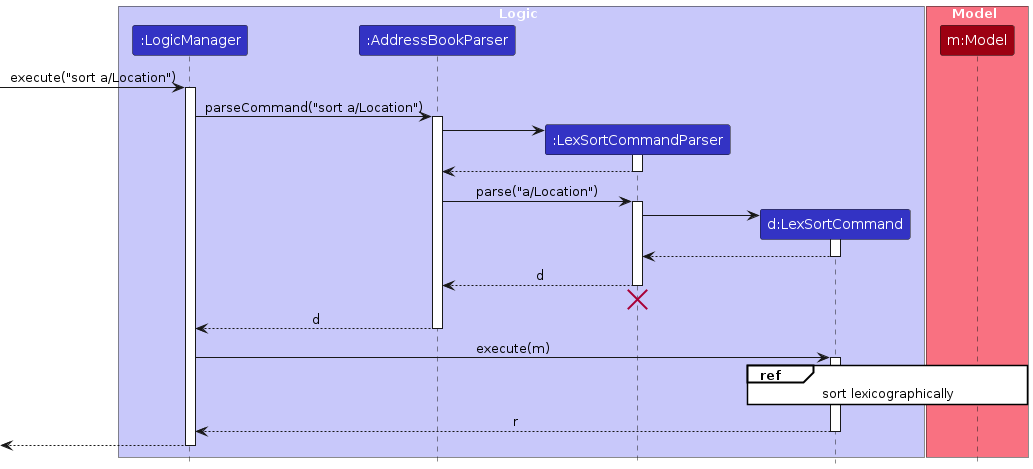 Logic
Model
:LogicManager
:AddressBookParser
m:Model
execute("sort a/Location")
parseCommand("sort a/Location")
:LexSortCommandParser
parse("a/Location")
d:LexSortCommand
d
d
execute(m)
ref
sort lexicographically
r